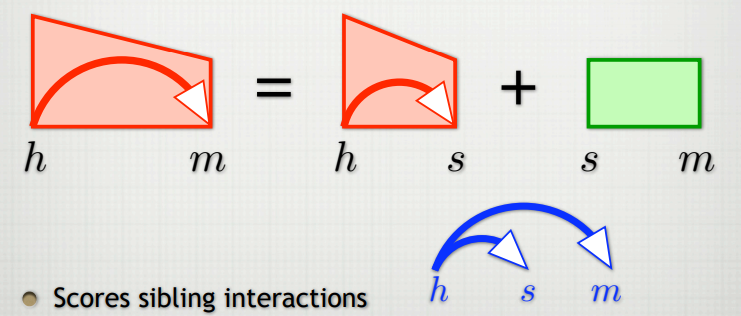 = +
h m h s s m
h s m
Scores sibling interactions